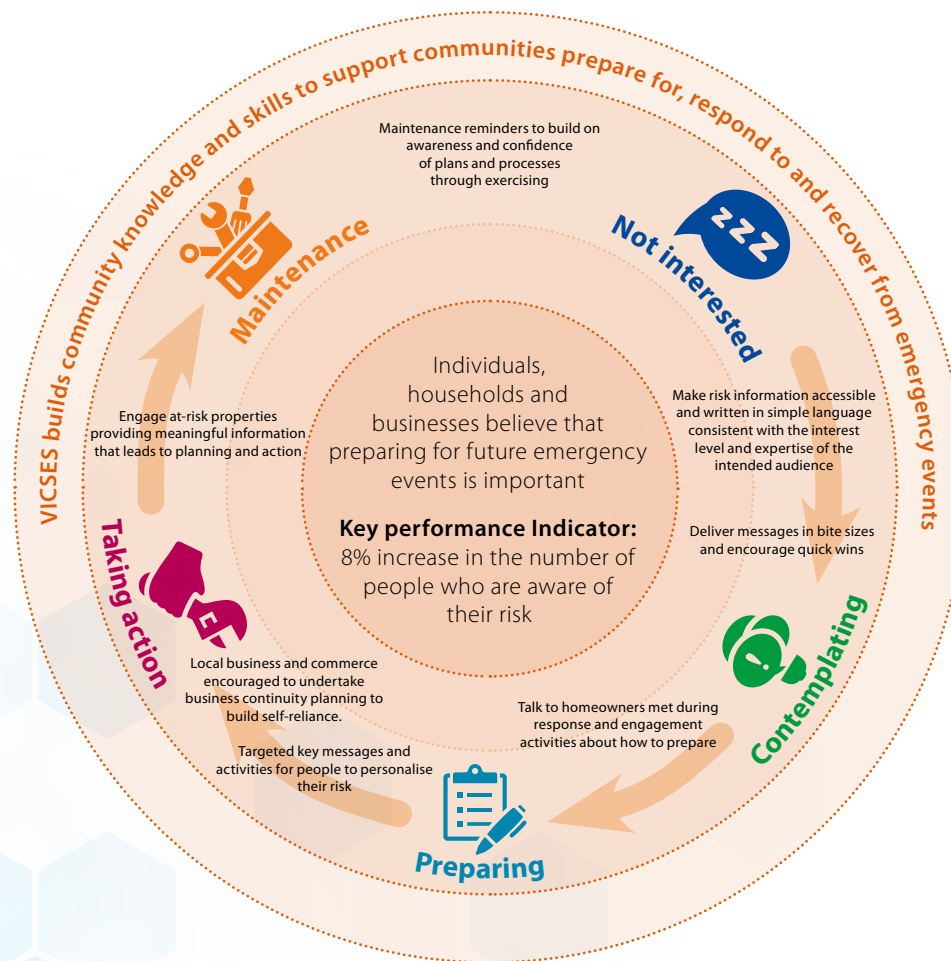 VICSES builds community knowledge and skills to support communities prepare for, respond to and recover from emergency events
Maintenance reminders to build on
awareness and confidence
of plans and processes
through exercising
zzz
Not interested
Make risk information accessible
and written in simple language
consistent with the interest
level and expertise of the
intended audience
Deliver messages in bite sizes
and encourage quick wins
Contemplating
Talk to homeowners met during
response and engagement
activities about how to prepare
Preparing
Targeted key messages and
activities for people to personalise
their risk
Local business and commerce
encouraged to undertake
business continuity planning to
build self-reliance.
Taking action
Engage at-risk properties
providing meaningful information
that leads to planning and action
Maintenance
Individuals,
households and
businesses believe that
preparing for future emergency
events is important
Key performance Indicator:
8% increase in the number of
people who are aware of
their risk